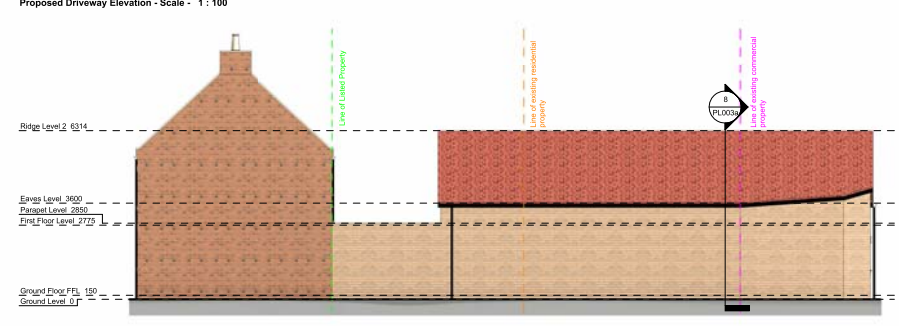 Proposed Driveway Elevation - Scale - 1 : 100
Line of Listed Property
Line of existing residential
property
Line of existing commercial
property
8
PL003a
Ridge Level 2 6314
Eaves Level 3600
Parapet Level 2850
First Floor Level 2775
Ground Floor FFL 150
Ground Level 0